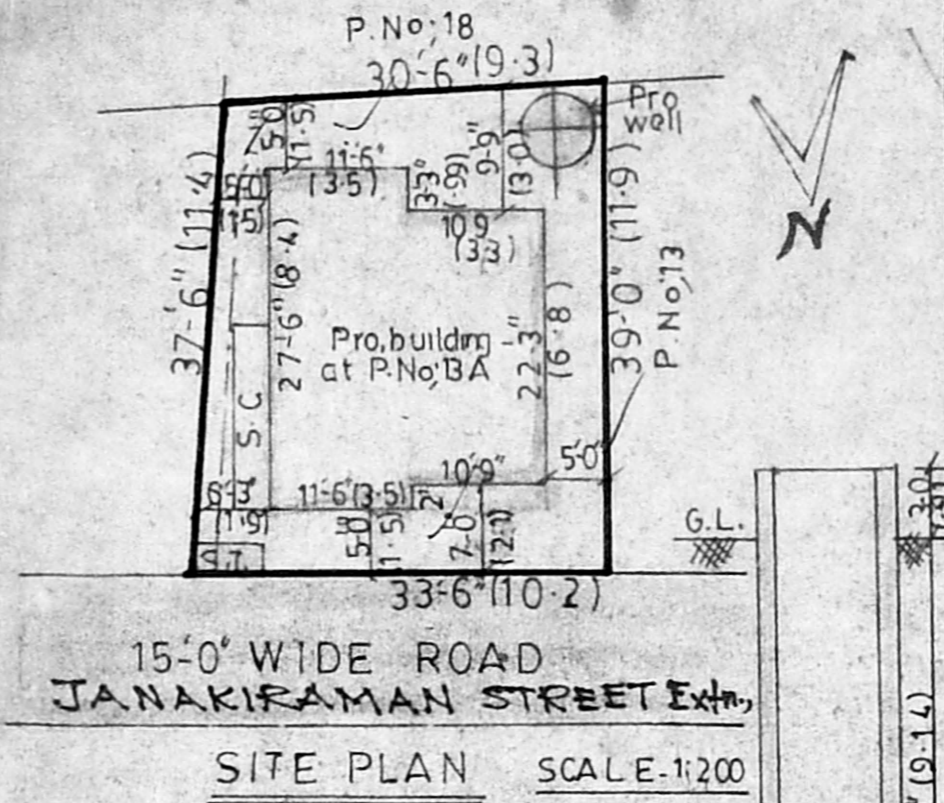 P.No; 18
30'-6" (9.3)
Pro
well
5'-0
(1.5)
11'-6"
(3.5)
3'3"
(.99)
9'-9"
(3.0)
5'-0
(1.5)
10'9
(3.3)
37'-6" (11.4)
27'-6" (8.4)
Pro, building
at P.No; 13A
22'3"
(6.8)
39'-0" (11.9)
P.No; 13
N
S.C
6'-3"
(1.9)
11'-6"(3.5)
10'9"
5'-0"
2'
5'-0
(1.5)
7'-0
(2.1)
S.T.
33'-6"(10.2)
G.L.
3'-0
15'-0" WIDE ROAD
JANAKIRAMAN STREET Extn.,
SITE PLAN
SCALE-1;200
(9.14)